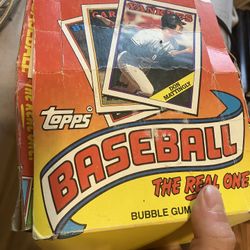 YANKEES
DON MATTINGLY
TOPPS
BASEBALL
THE REAL ONE
BUBBLE GUM